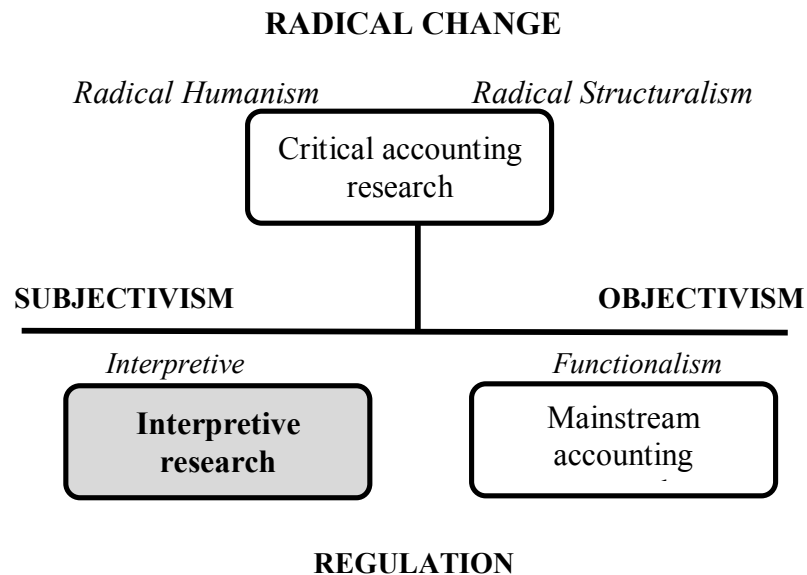 RADICAL CHANGE
Radical Humanism
Radical Structuralism
Critical accounting
research
SUBJECTIVISM
OBJECTIVISM
Interpretive
Functionalism
Interpretive
research
Mainstream
accounting
REGULATION